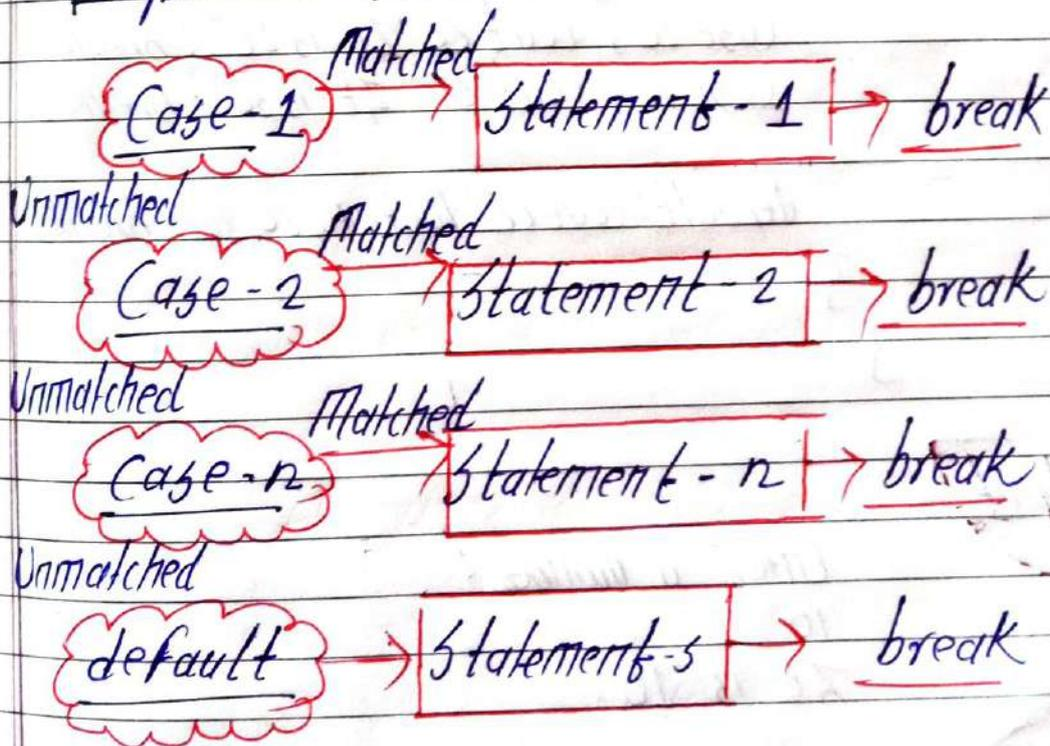 Matched
Case-1 Statement-1 break
Unmatched
Matched
Case-2 Statement-2 break
Unmatched
Matched
Case-n Statement-n break
Unmatched
default Statement-s break